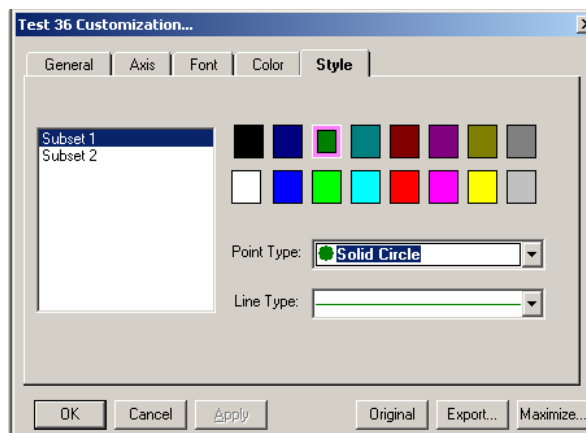 Test 36 Customization...
General Axis Font Color Style
Subset 1
Subset 2
Point Type: Solid Circle
Line Type:
OK Cancel Apply Original Export... Maximize...